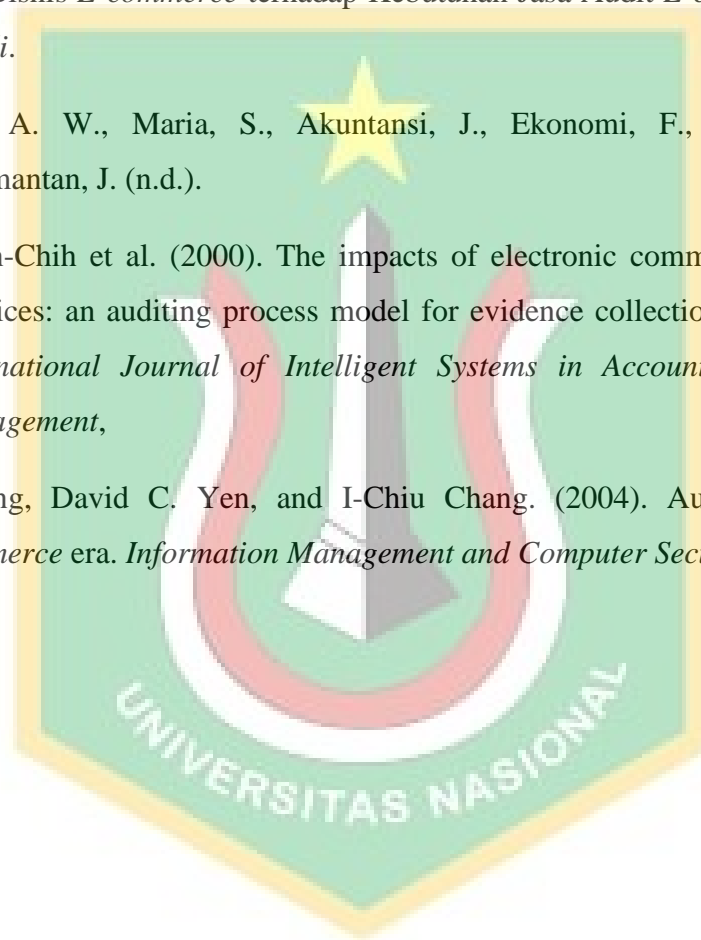 E-commerce terhadap Kebutuhan Jasa Audit E-
i.
A. W., Maria, S., Akuntansi, J., Ekonomi, F.,
mantan, J. (n.d.).
-Chih et al. (2000). The impacts of electronic comm
ices: an auditing process model for evidence collectio
national Journal of Intelligent Systems in Account
agement,
ng, David C. Yen, and I-Chiu Chang. (2004). Au
merce era. Information Management and Computer Sec
UNIVERSITAS NASIONAL